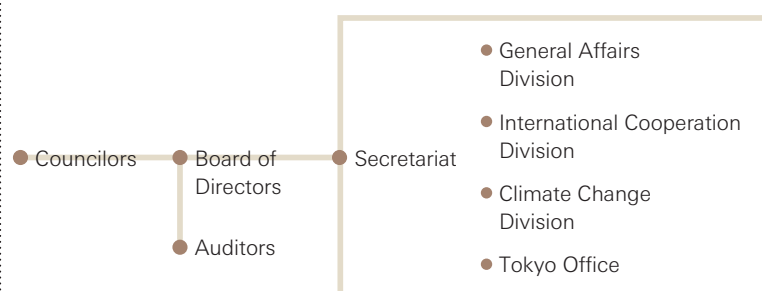 Councilors
Board of
Directors
Auditors
Secretariat
General Affairs
Division
International Cooperation
Division
Climate Change
Division
Tokyo Office